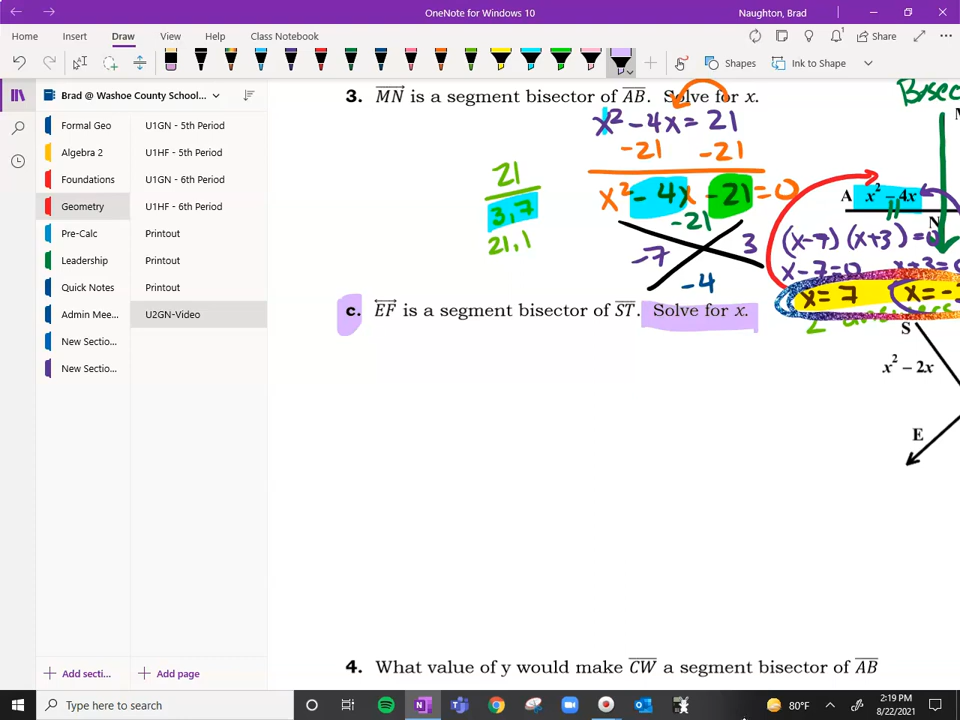 OneNote for Windows 10
Naughton, Brad
Home Insert Draw View Help Class Notebook
Share
Shapes Ink to Shape
Brad @ Washoe County School...
Formal Geo
Algebra 2
Foundations
Geometry
Pre-Calc
Leadership
Quick Notes
Admin Mee...
New Sectio...
New Sectio...
Add secti...
U1GN - 5th Period
U1HF - 5th Period
U1GN - 6th Period
U1HF - 6th Period
Printout
Printout
Printout
U2GN-Video
Add page
3. MN is a segment bisector of AB. Solve for x.
x² - 4x = 21
-21 -21
x² - 4x - 21 = 0
21
3,7
21,1
-21
-7 3
-4
Bisec
A x² - 4x
N
(x-7) (x+3) = 0
x-7=0 x+3=0
x = 7 x = -3
2 answers
c. EF is a segment bisector of ST. Solve for x.
S
x² - 2x
E
4. What value of y would make CW a segment bisector of AB
Type here to search
80°F
2:19 PM
8/22/2021